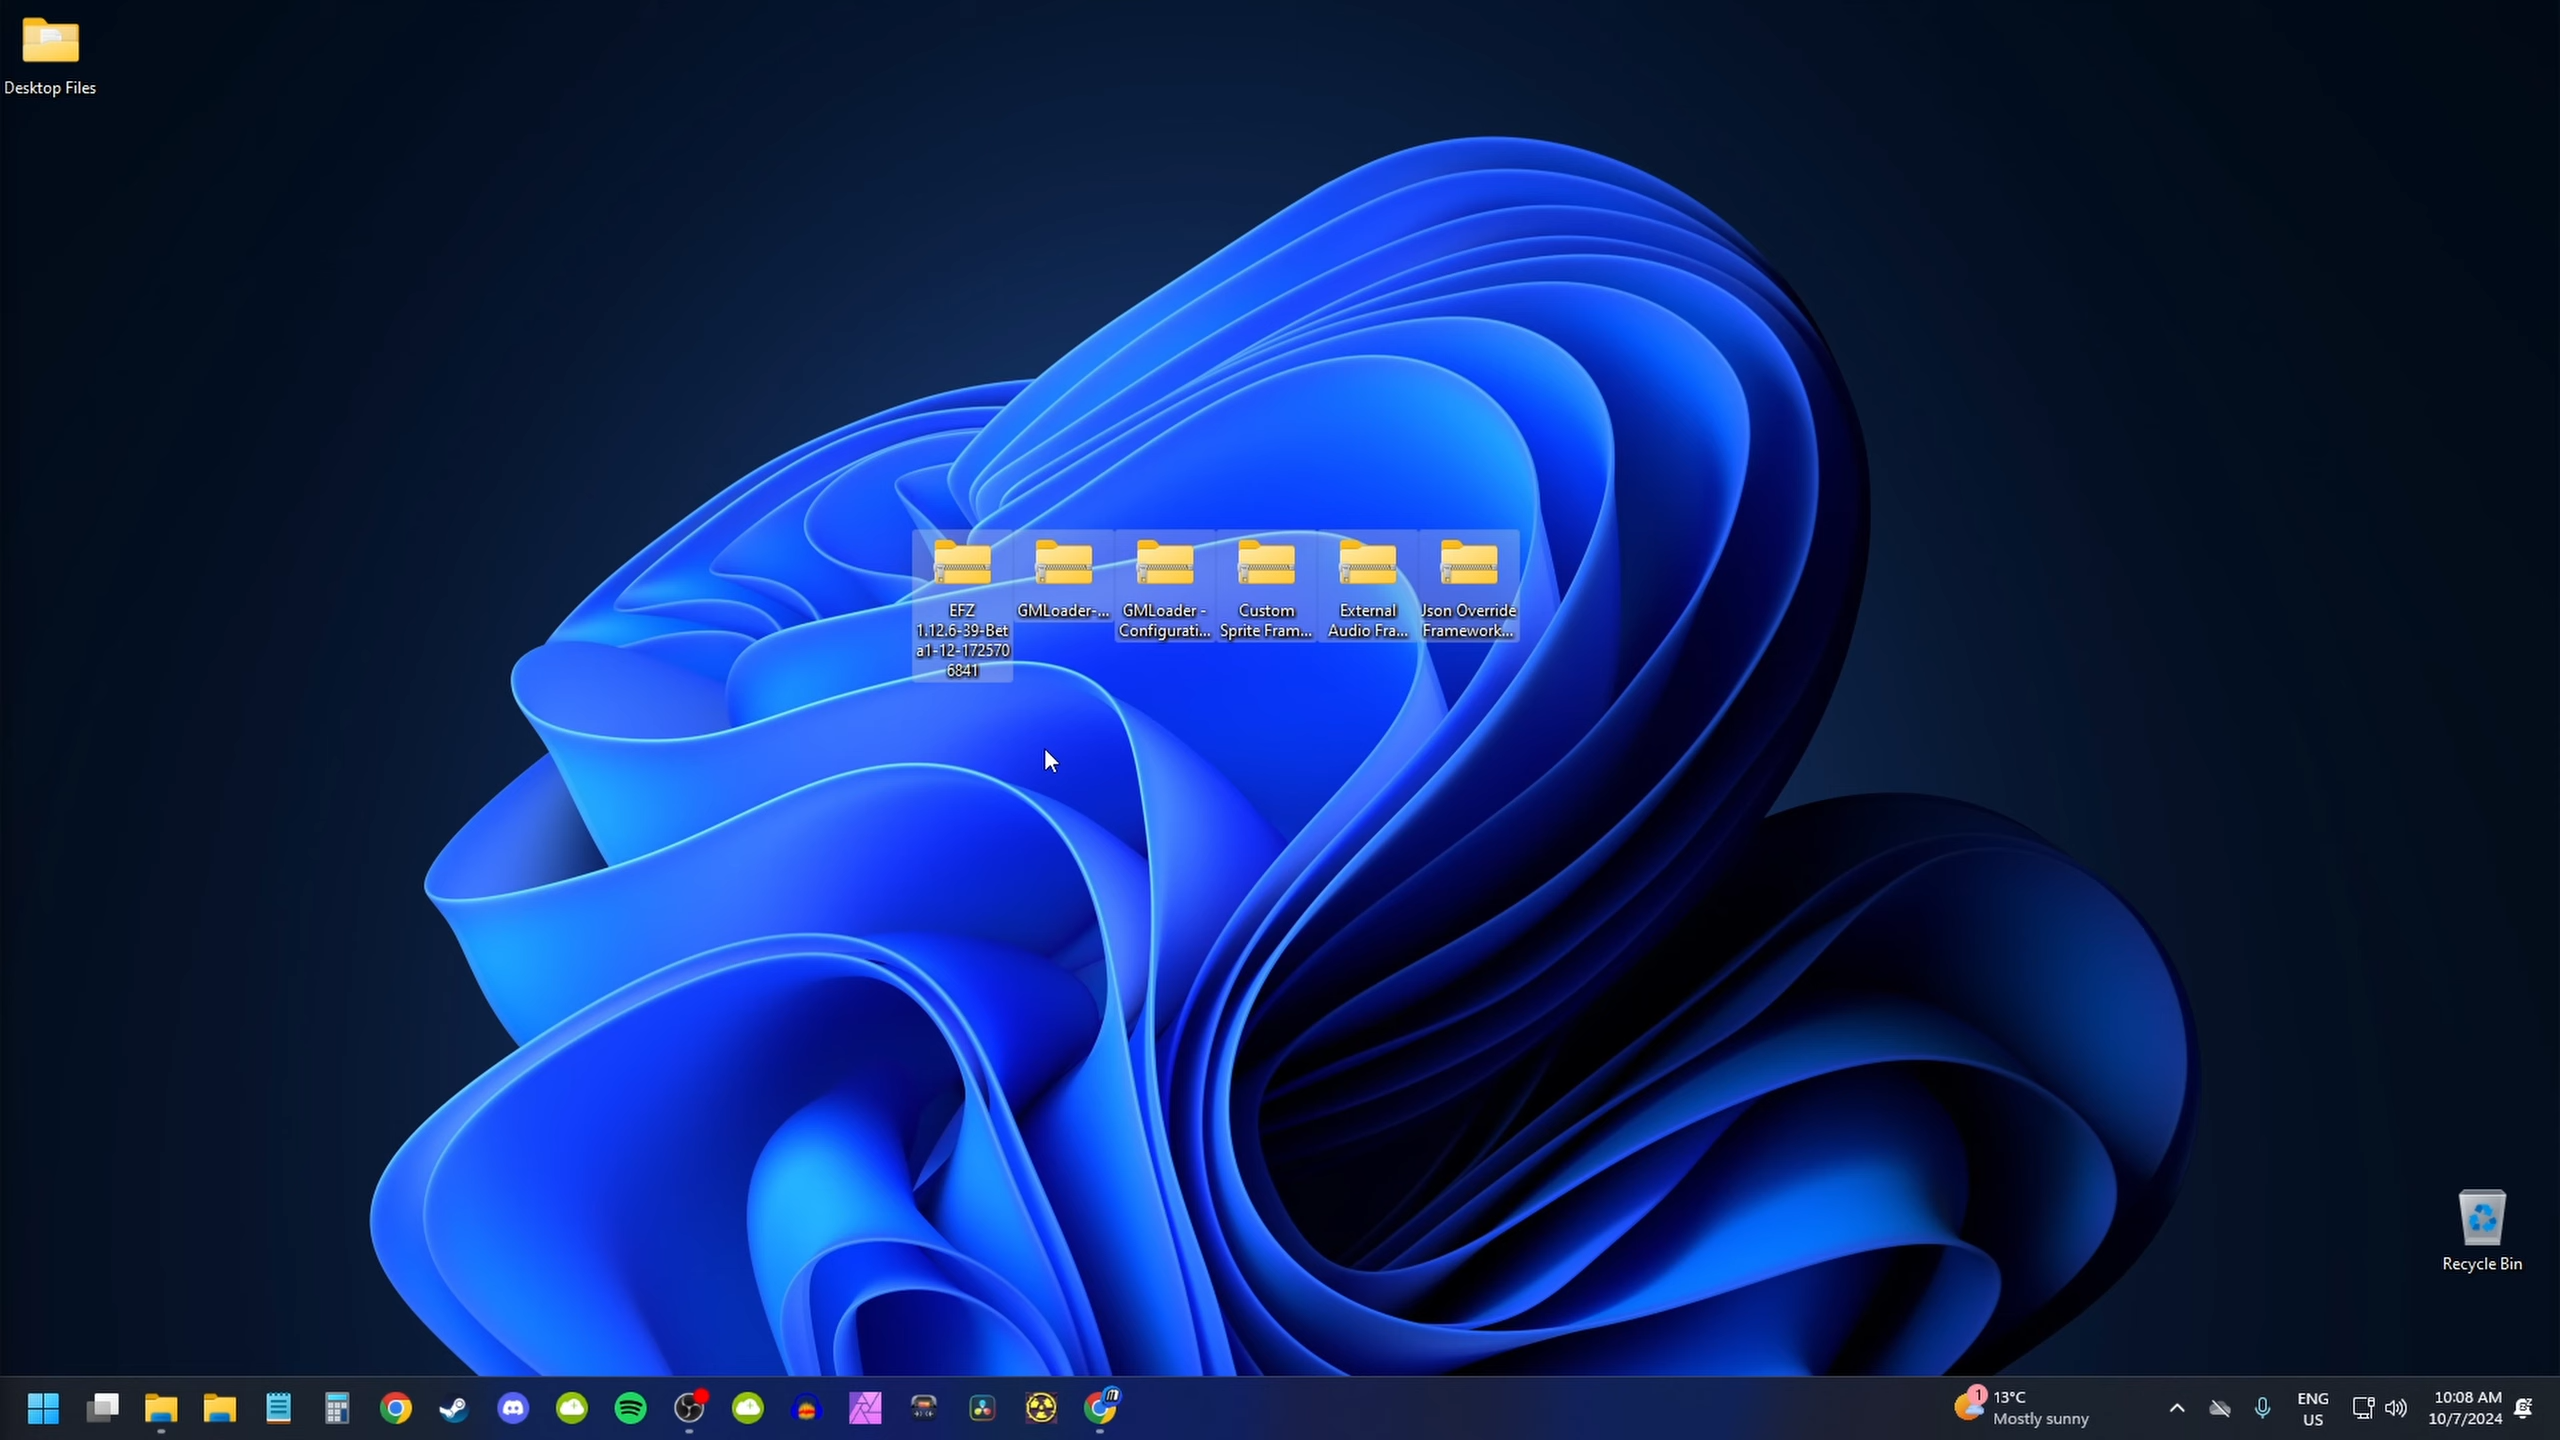 Desktop Files
EFZ
1.12.6-39-Bet
a1-12-172570
6841
GMLoader-...
GMLoader -
Configurati...
Custom
Sprite Fram...
External
Audio Fra...
Json Override
Framework...
Recycle Bin
1
13°C
Mostly sunny
ENG
US
10:08 AM
10/7/2024